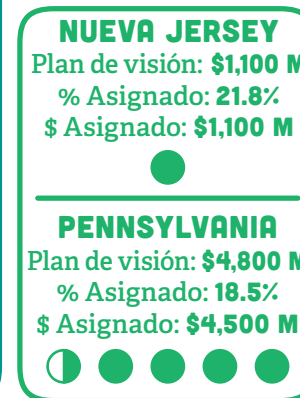 NUEVA JERSEY
Plan de visión: $1,100 M
% Asignado: 21.8%
$ Asignado: $1,100 M
PENNSYLVANIA
Plan de visión: $4,800 M
% Asignado: 18.5%
$ Asignado: $4,500 M